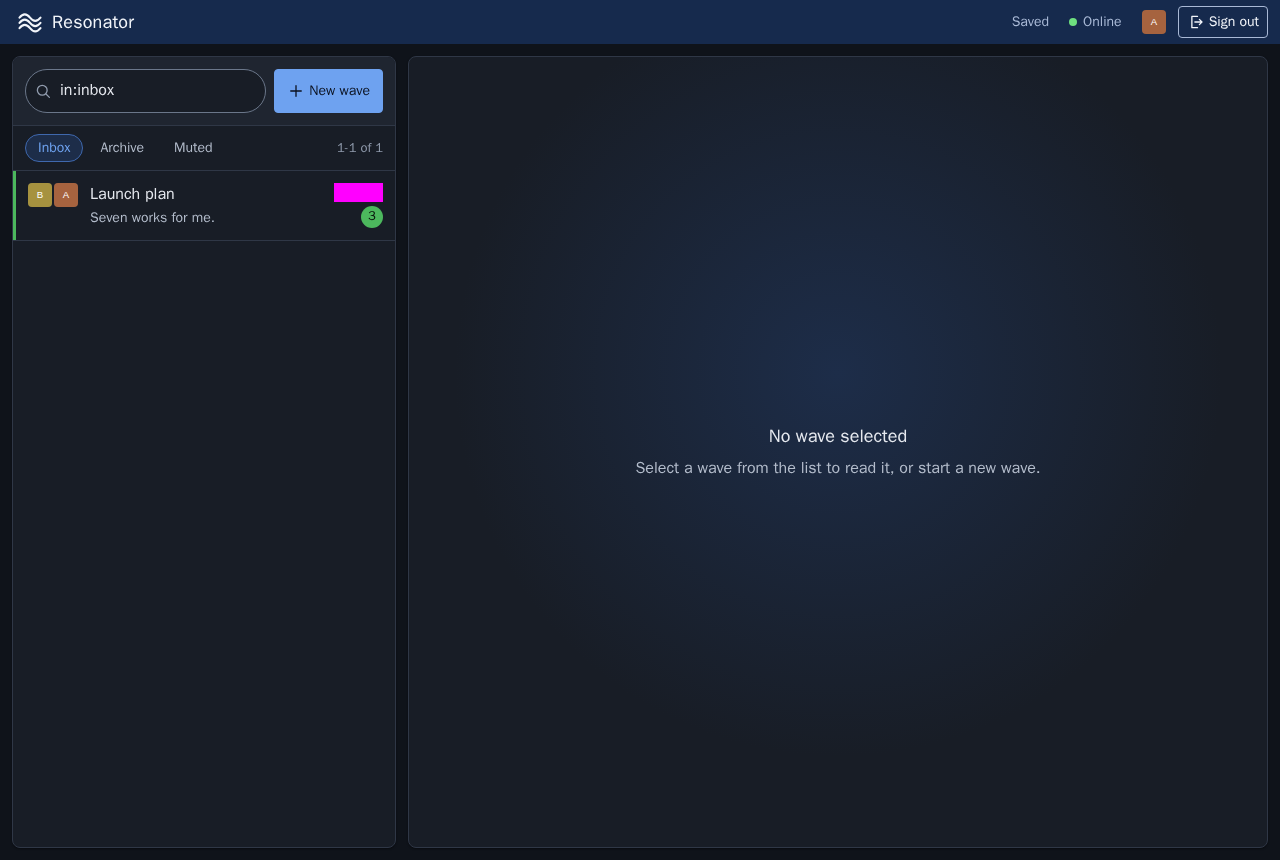 Resonator
Saved
Online
A
Sign out
in:inbox
New wave
Inbox
Archive
Muted
1-1 of 1
B
A
Launch plan
Seven works for me.
3
No wave selected
Select a wave from the list to read it, or start a new wave.